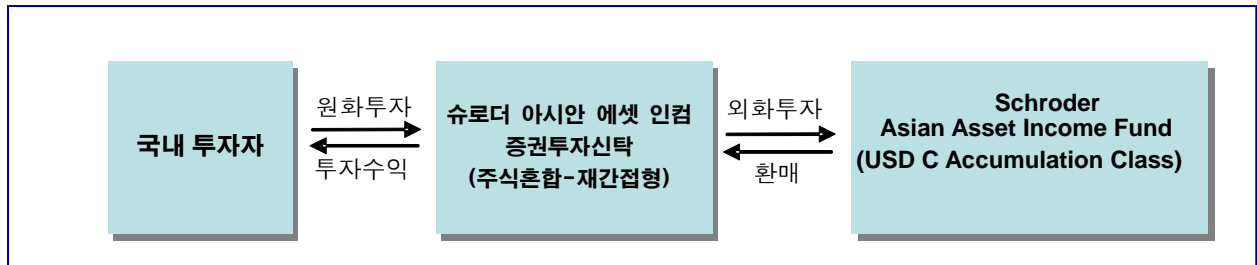 국내 투자자
원화투자
투자수익
슈로더 아시안 에셋 인컴
증권투자신탁
(주식혼합-재간접형)
외화투자
환매
Schroder
Asian Asset Income Fund
(USD C Accumulation Class)